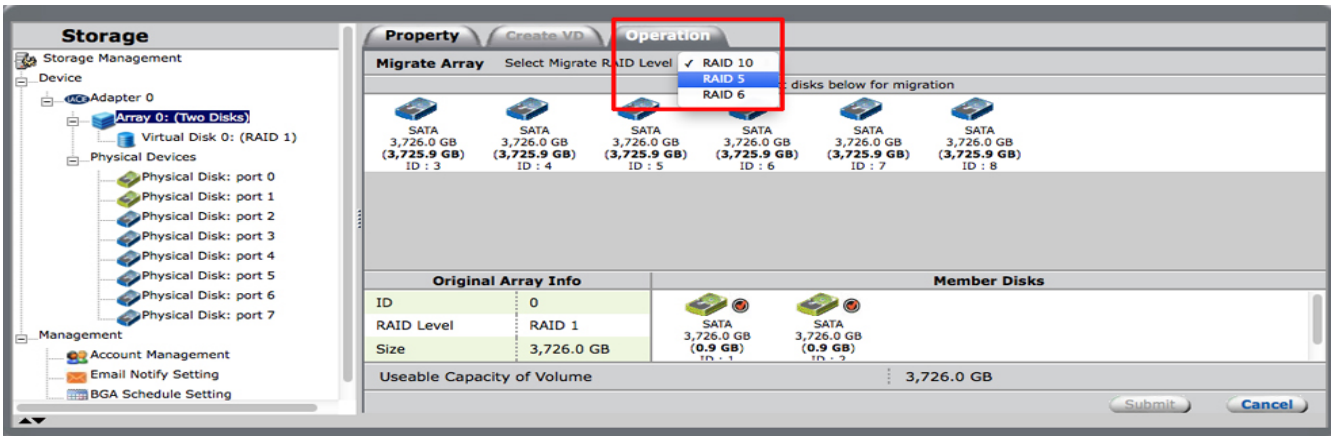 Storage
Storage Management
Device
Adapter 0
Array 0: (Two Disks)
Virtual Disk 0: (RAID 1)
Physical Devices
Physical Disk: port 0
Physical Disk: port 1
Physical Disk: port 2
Physical Disk: port 3
Physical Disk: port 4
Physical Disk: port 5
Physical Disk: port 6
Physical Disk: port 7
Management
Account Management
Email Notify Setting
BGA Schedule Setting
Property Create VD Operation
Migrate Array Select Migrate RAID Level ✓ RAID 10
RAID 5
RAID 6
disks below for migration
SATA SATA SATA SATA SATA SATA
3,726.0 GB 3,726.0 GB 3,726.0 GB 3,726.0 GB 3,726.0 GB 3,726.0 GB
(3,725.9 GB) (3,725.9 GB) (3,725.9 GB) (3,725.9 GB) (3,725.9 GB) (3,725.9 GB)
ID : 3 ID : 4 ID : 5 ID : 6 ID : 7 ID : 8
Original Array Info Member Disks
ID 0
RAID Level RAID 1
Size 3,726.0 GB
SATA SATA
3,726.0 GB 3,726.0 GB
(0.9 GB) (0.9 GB)
ID : 1 ID : 2
Useable Capacity of Volume 3,726.0 GB
Submit Cancel